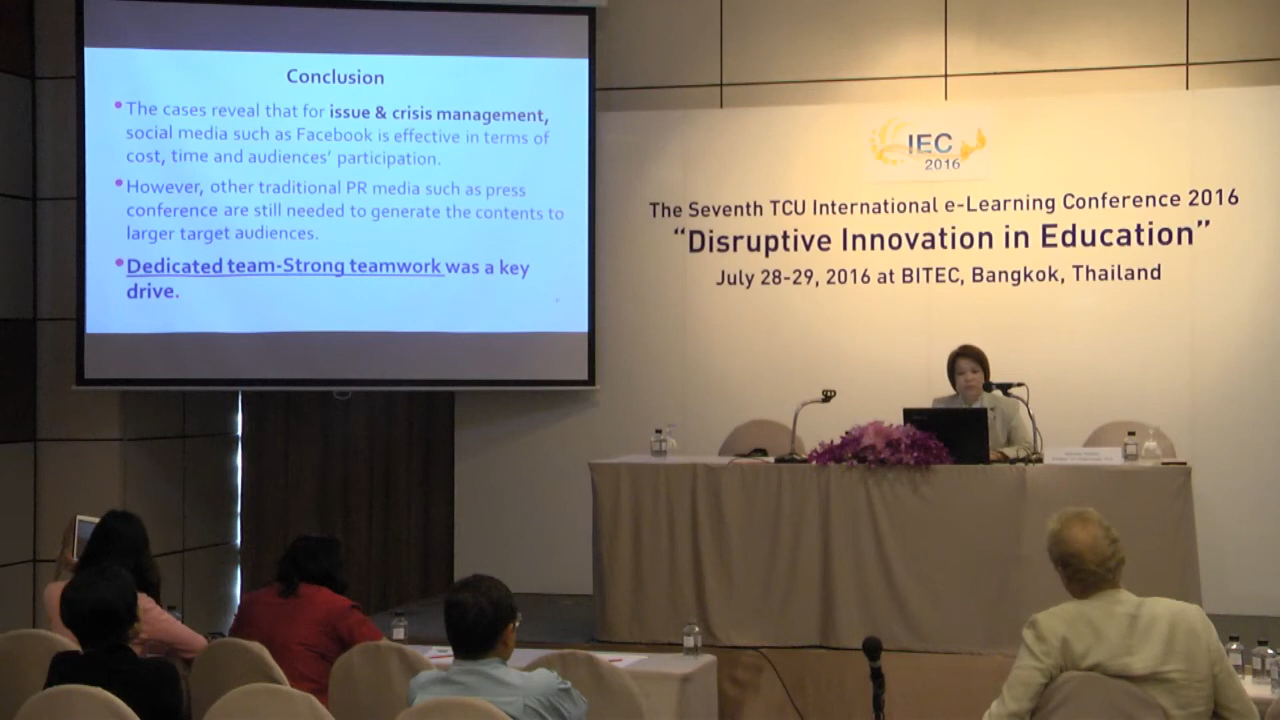 Conclusion
•The cases reveal that for issue & crisis management,
social media such as Facebook is effective in terms of
cost, time and audiences' participation.
•However, other traditional PR media such as press
conference are still needed to generate the contents to
larger target audiences.
•Dedicated team-Strong teamwork was a key
drive.
IEC
2016
The Seventh TCU International e-Learning Conference 2016
"Disruptive Innovation in Education"
July 28-29, 2016 at BITEC, Bangkok, Thailand